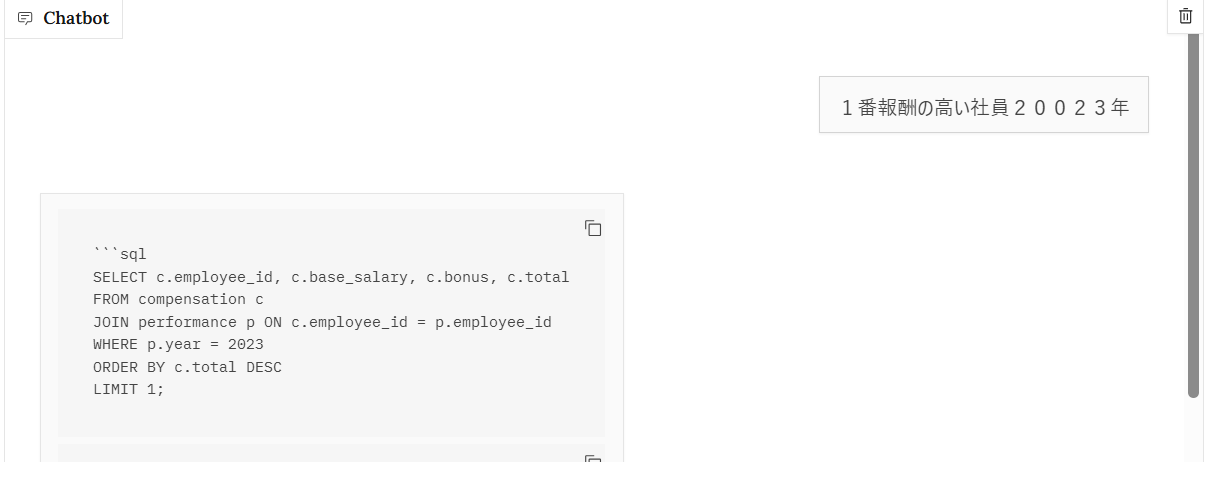 Chatbot
１番報酬の高い社員２００２３年
```sql
SELECT c.employee_id, c.base_salary, c.bonus, c.total
FROM compensation c
JOIN performance p ON c.employee_id = p.employee_id
WHERE p.year = 2023
ORDER BY c.total DESC
LIMIT 1;